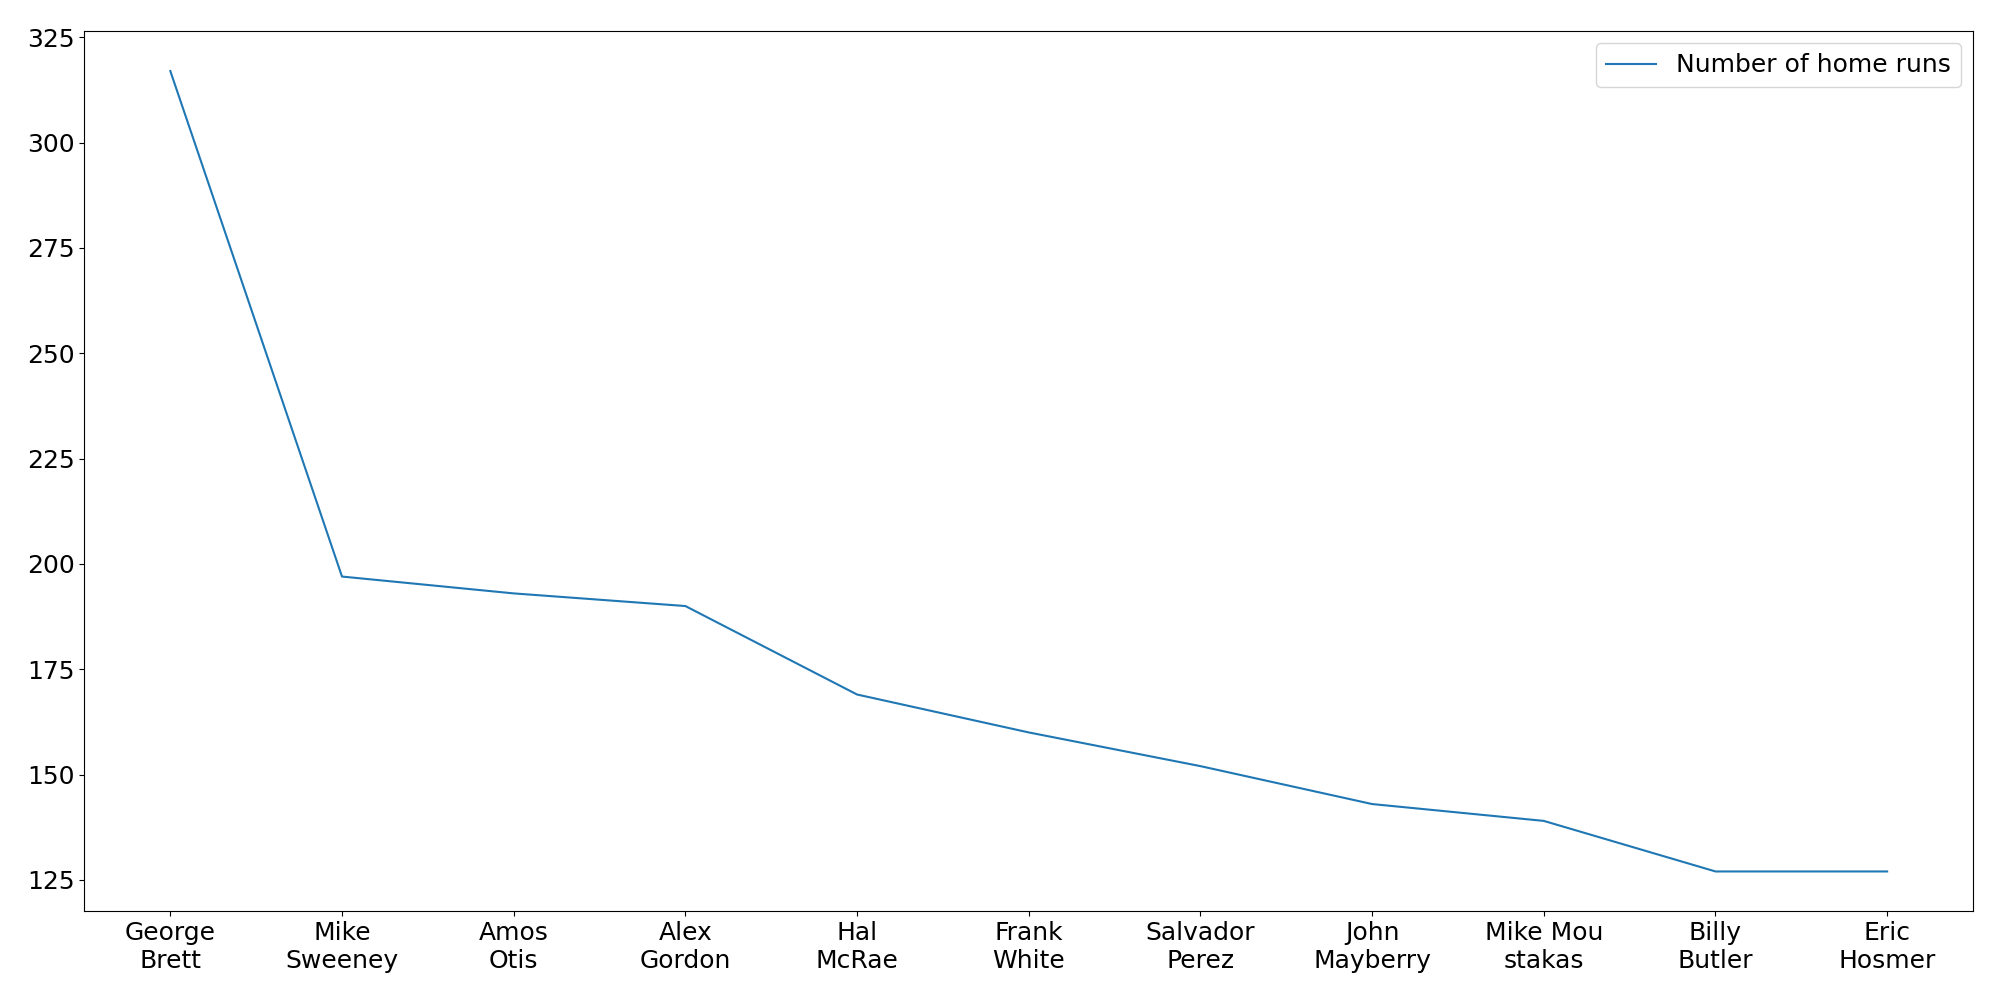 325
300
275
250
225
200
175
150
125
Number of home runs
George
Brett
Mike
Sweeney
Amos
Otis
Alex
Gordon
Hal
McRae
Frank
White
Salvador
Perez
John
Mayberry
Mike Mou
stakas
Billy
Butler
Eric
Hosmer